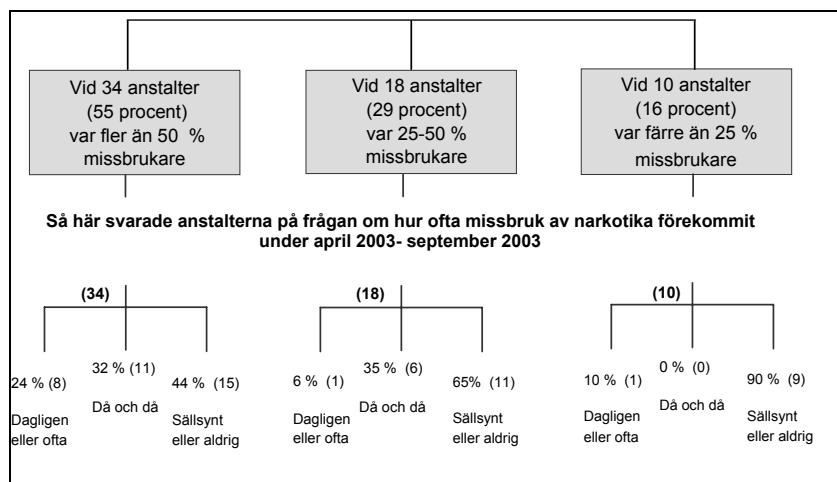 Vid 34 anstalter
(55 procent)
var fler än 50 %
missbrukare
Vid 18 anstalter
(29 procent)
var 25-50 %
missbrukare
Vid 10 anstalter
(16 procent)
var färre än 25 %
missbrukare
Så här svarade anstalterna på frågan om hur ofta missbruk av narkotika förekommit
under april 2003- september 2003
(34)
24 % (8)
Dagligen
eller ofta
32 % (11)
Då och då
44 % (15)
Sällsynt
eller aldrig
(18)
6 % (1)
Dagligen
eller ofta
35 % (6)
Då och då
65% (11)
Sällsynt
eller aldrig
(10)
10 % (1)
Dagligen
eller ofta
0 % (0)
Då och då
90 % (9)
Sällsynt
eller aldrig